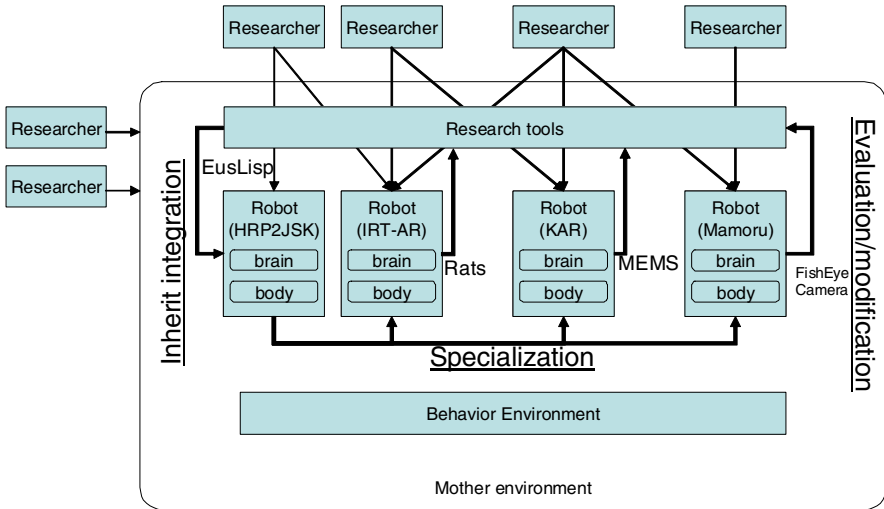 Researcher
Researcher
Researcher
Researcher
Researcher
Researcher
Research tools
EusLisp
Inherit integration
Evaluation/modification
Robot
(HRP2JSK)
brain
body
Robot
(IRT-AR)
brain
body
Rats
Robot
(KAR)
brain
body
MEMS
Robot
(Mamoru)
brain
body
FishEye
Camera
Specialization
Behavior Environment
Mother environment